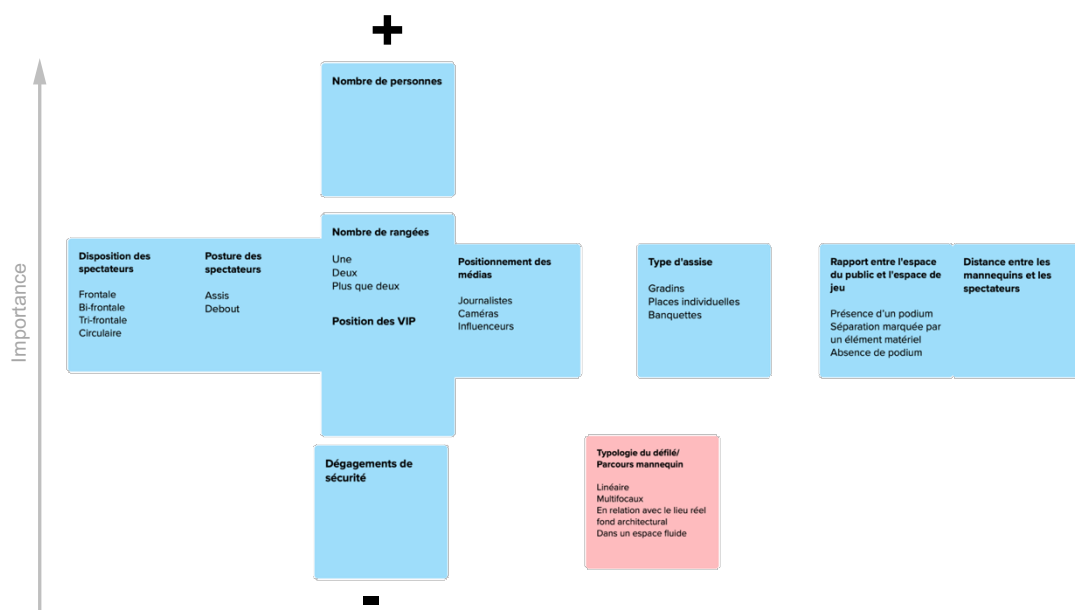 +
Importance
Nombre de personnes
Disposition des
spectateurs
Frontale
Bi-frontale
Tri-frontale
Circulaire
Posture des
spectateurs
Assis
Debout
Nombre de rangées
Une
Deux
Plus que deux
Position des VIP
Positionnement des
médias
Journalistes
Caméras
Influenceurs
Type d'assise
Gradins
Places individuelles
Banquettes
Rapport entre l'espace
du public et l'espace de
jeu
Présence d'un podium
Séparation marquée par
un élément matériel
Absence de podium
Distance entre les
mannequins et les
spectateurs
Dégagements de
sécurité
Typologie du défilé/
Parcours mannequin
Linéaire
Multifocaux
En relation avec le lieu réel
fond architectural
Dans un espace fluide
-